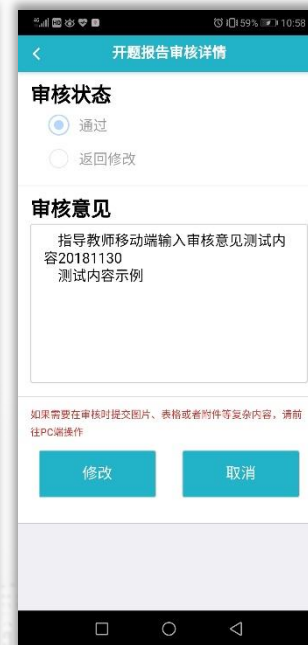 59% 10:58
开题报告审核详情
审核状态
通过
返回修改
审核意见
指导教师移动端输入审核意见测试内
容20181130
测试内容示例
如果需要在审核时提交图片、表格或者附件等复杂内容，请前
往PC端操作
修改 取消